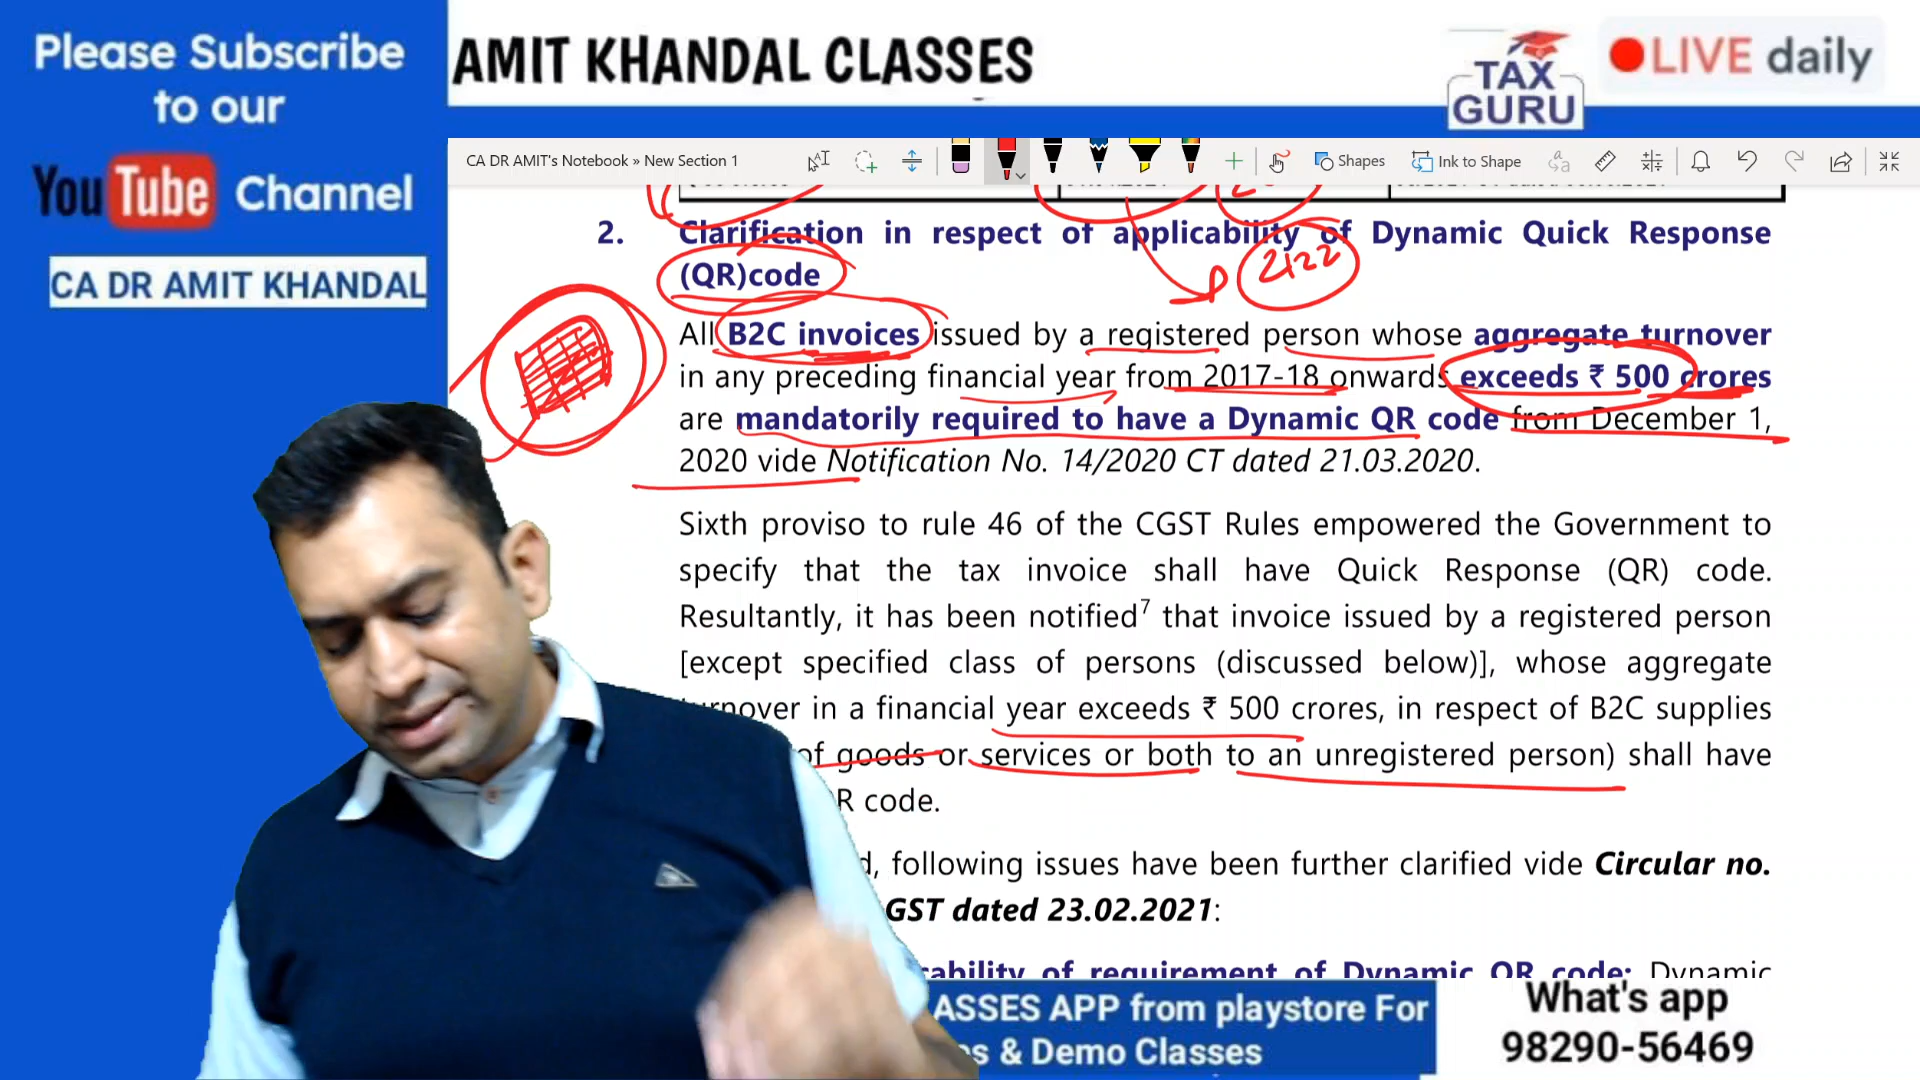 Please Subscribe
to our
You Tube Channel
CA DR AMIT KHANDAL
AMIT KHANDAL CLASSES
TAX
GURU
LIVE daily
CA DR AMIT's Notebook » New Section 1
Shapes
Ink to Shape
2. Clarification in respect of applicability of Dynamic Quick Response
(QR)code
2122
All B2C invoices issued by a registered person whose aggregate turnover
in any preceding financial year from 2017-18 onwards exceeds ₹ 500 crores
are mandatorily required to have a Dynamic QR code from December 1,
2020 vide Notification No. 14/2020 CT dated 21.03.2020.
Sixth proviso to rule 46 of the CGST Rules empowered the Government to
specify that the tax invoice shall have Quick Response (QR) code.
Resultantly, it has been notified7 that invoice issued by a registered person
[except specified class of persons (discussed below)], whose aggregate
turnover in a financial year exceeds ₹ 500 crores, in respect of B2C supplies
of goods or services or both to an unregistered person) shall have
R code.
d, following issues have been further clarified vide Circular no.
GST dated 23.02.2021:
cability of requirement of Dynamic QR code: Dynamic
ASSES APP from playstore For
s & Demo Classes
What's app
98290-56469